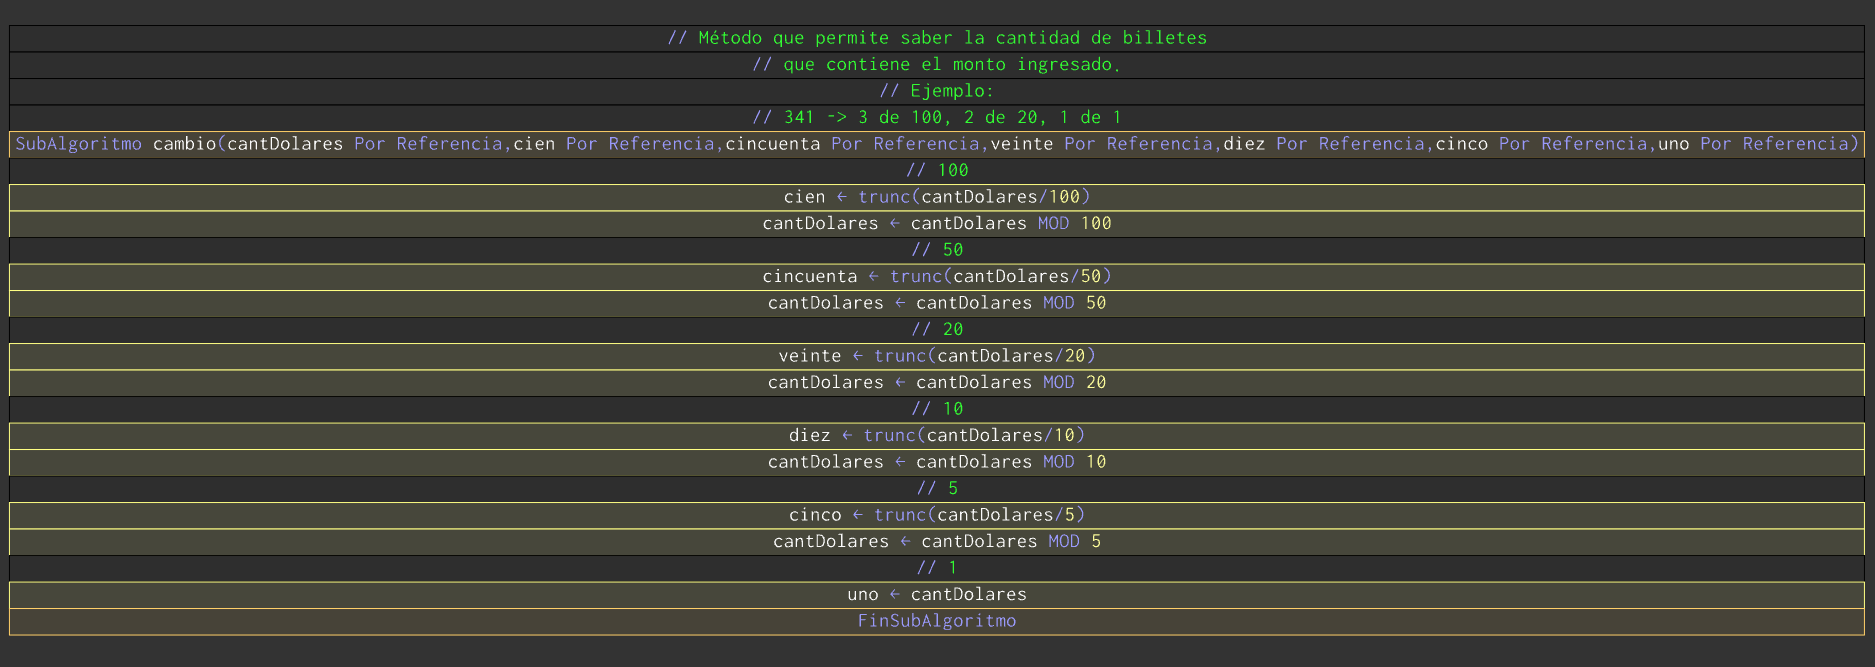 // Método que permite saber la cantidad de billetes
// que contiene el monto ingresado.
// Ejemplo:
// 341 -> 3 de 100, 2 de 20, 1 de 1
SubAlgoritmo cambio(cantDolares Por Referencia,cien Por Referencia,cincuenta Por Referencia,veinte Por Referencia,diez Por Referencia,cinco Por Referencia,uno Por Referencia)
// 100
cien ← trunc(cantDolares/100)
cantDolares ← cantDolares MOD 100
// 50
cincuenta ← trunc(cantDolares/50)
cantDolares ← cantDolares MOD 50
// 20
veinte ← trunc(cantDolares/20)
cantDolares ← cantDolares MOD 20
// 10
diez ← trunc(cantDolares/10)
cantDolares ← cantDolares MOD 10
// 5
cinco ← trunc(cantDolares/5)
cantDolares ← cantDolares MOD 5
// 1
uno ← cantDolares
FinSubAlgoritmo